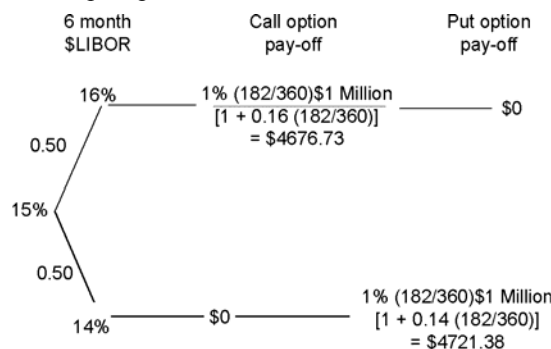 6 month Call option Put option
$LIBOR pay-off pay-off
16% 1% (182/360)$1 Million $0
[1 + 0.16 (182/360)]
= $4676.73
0.50
15%
0.50
1% (182/360)$1 Million
14% $0 [1 + 0.14 (182/360)]
= $4721.38